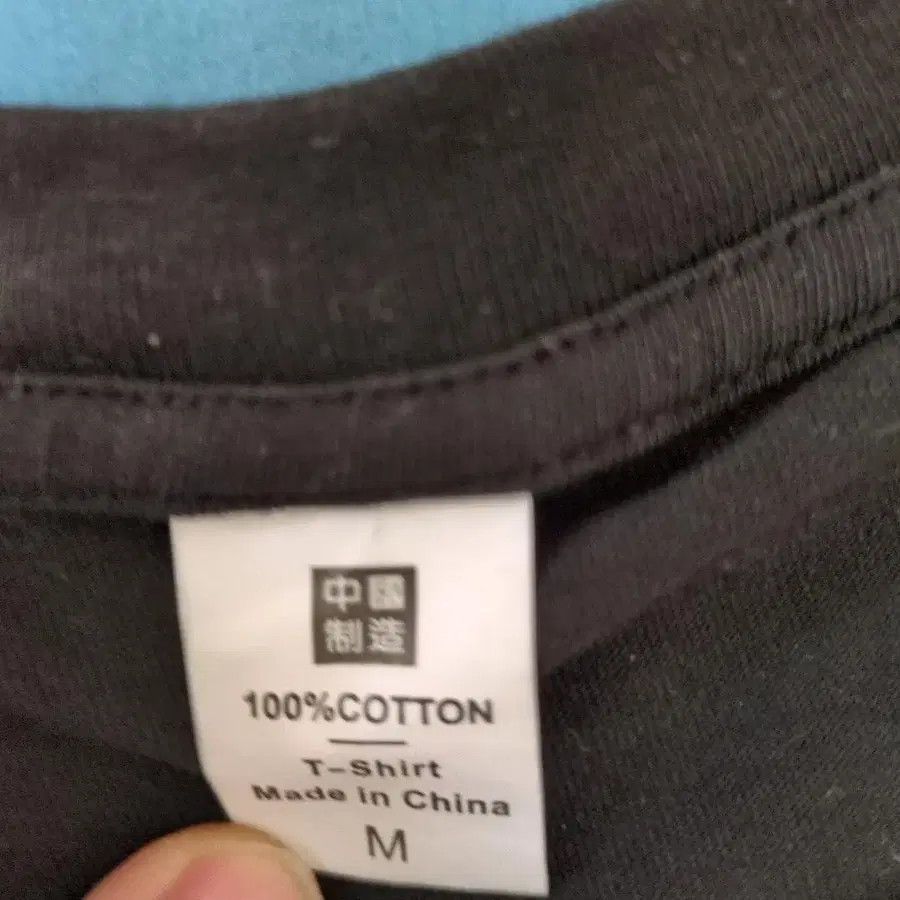 中國
制造
100%COTTON
T-Shirt
Made in China
M